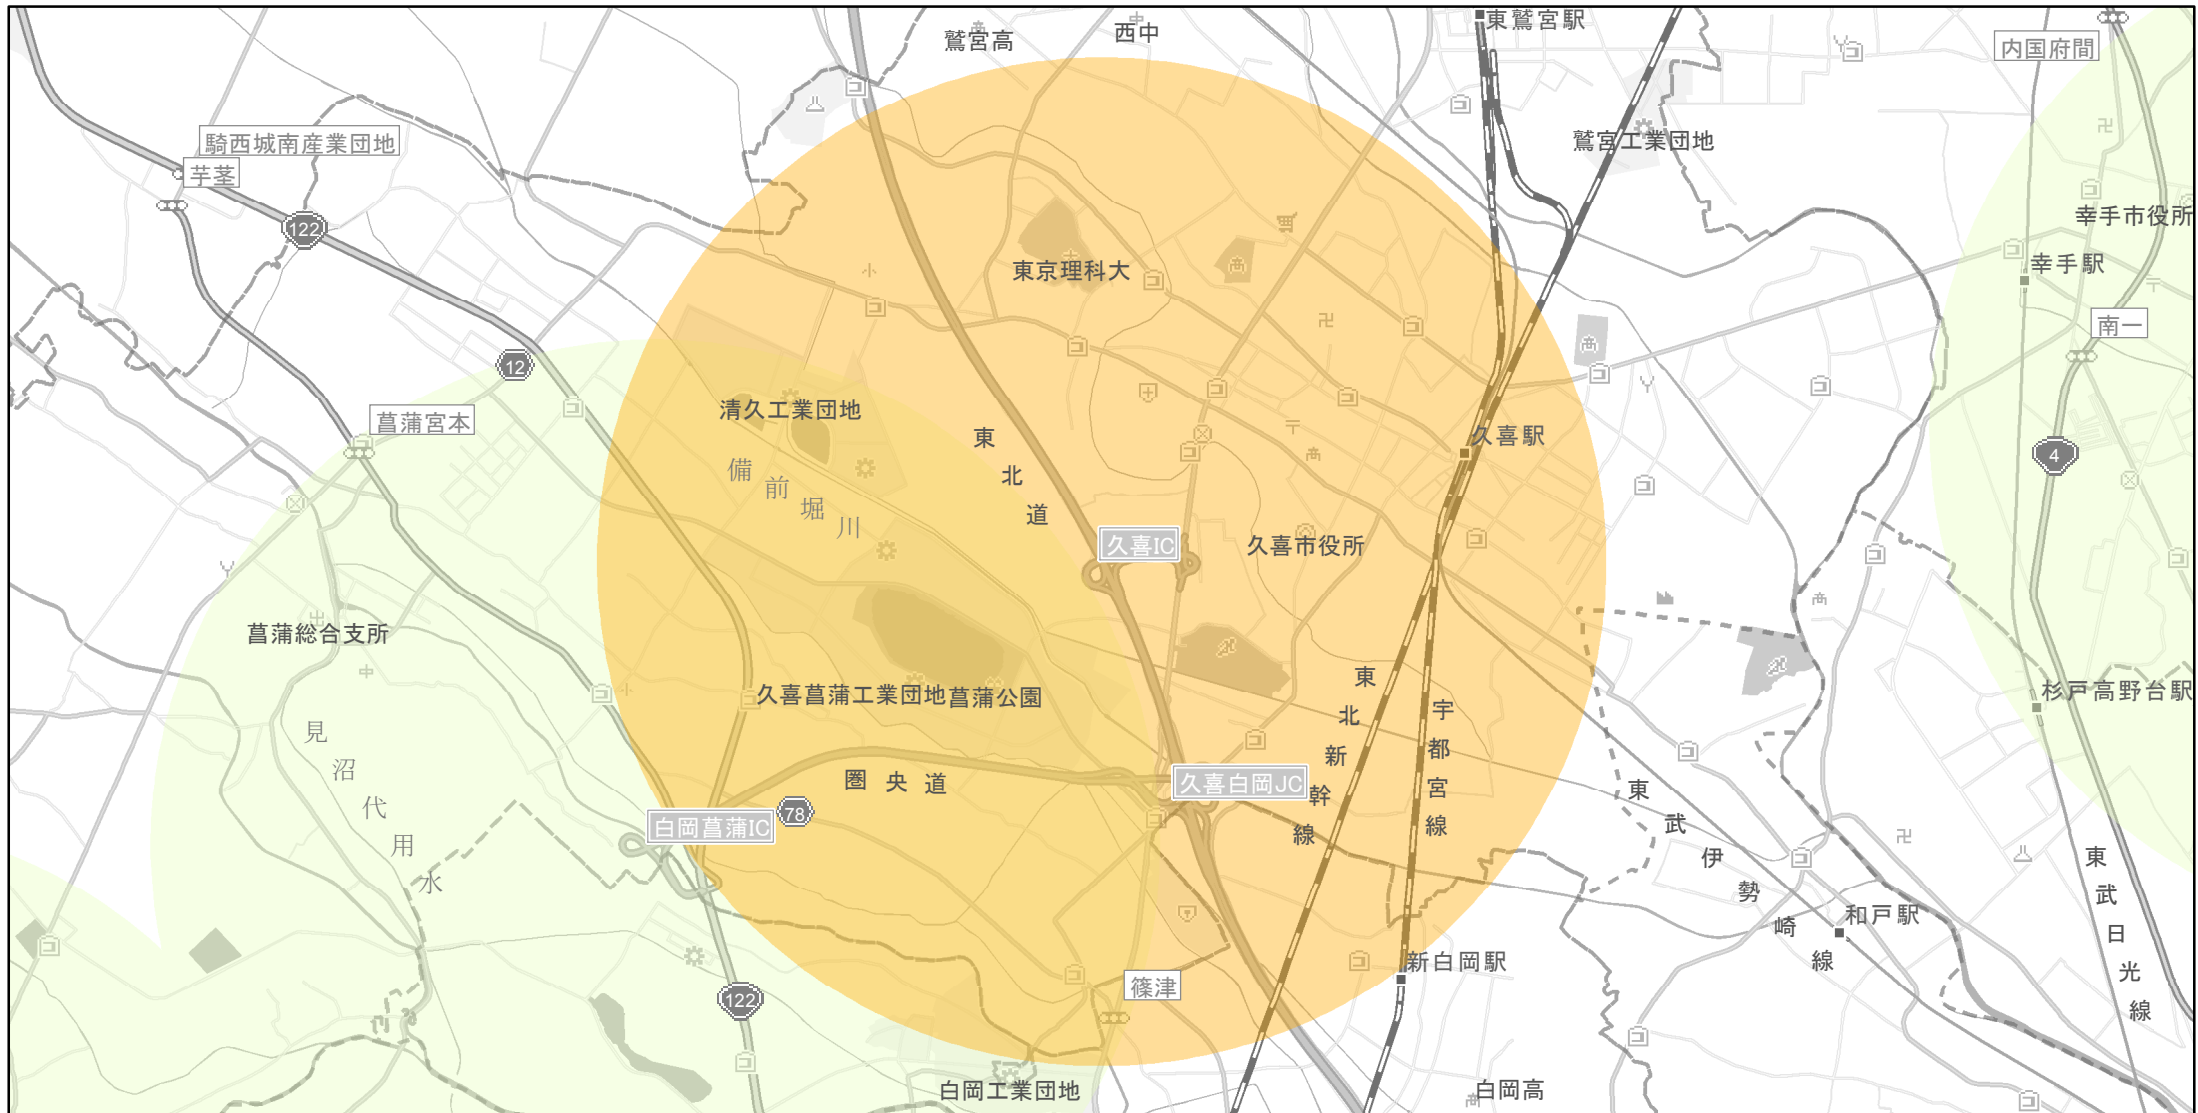 東鷲宮駅
西中
鷲宮高
内国府間
鷲宮工業団地
騎西城南産業団地
芋茎
122
幸手市役所
幸手駅
東京理科大
南一
12
清久工業団地
菖蒲宮本
東北道
久喜駅
4
備前堀川
久喜IC
久喜市役所
菖蒲総合支所
久喜菖蒲工業団地
菖蒲公園
東北新幹線
宇都宮線
杉戸高野台駅
見沼代用水
圏央道
久喜白岡JC
78
白岡菖蒲IC
東武伊勢崎線
東武日光線
和戸駅
新白岡駅
篠津
122
白岡工業団地
白岡高